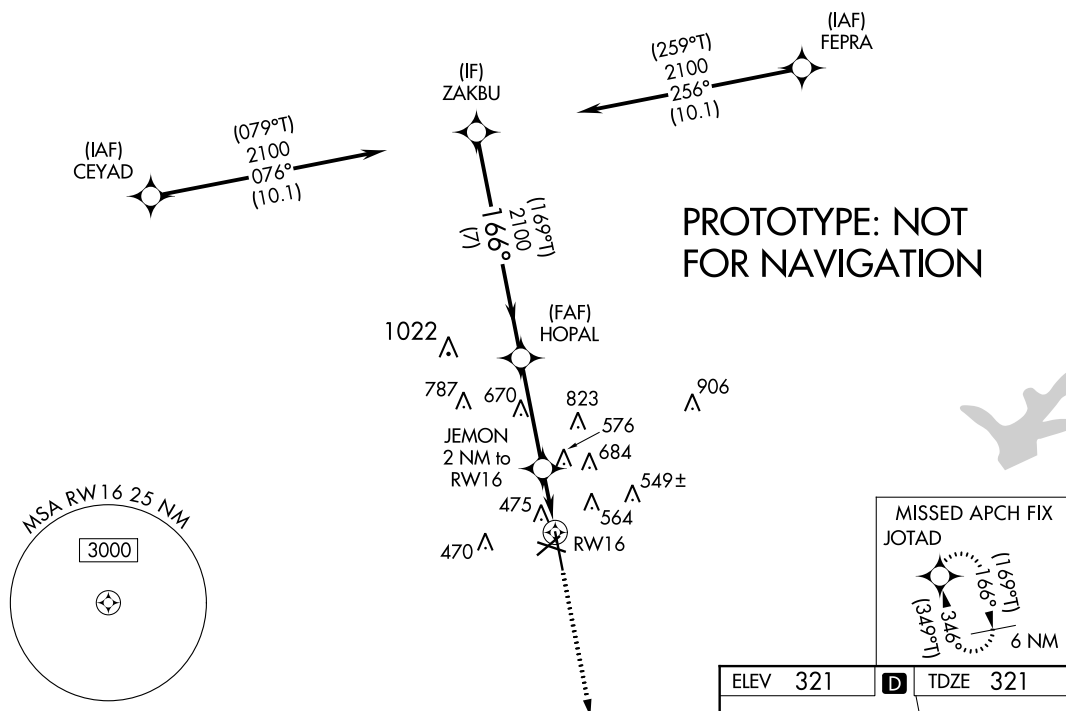 (IAF)
FEPRA
(259°T)
2100
256°
(10.1)
(IF)
ZAKBU
(079°T)
2100
076°
(10.1)
(IAF)
CEYAD
(169°T)
2100
166°
(7)
PROTOTYPE: NOT
FOR NAVIGATION
(FAF)
HOPAL
1022
787
670
823
906
576
JEMON
2 NM to
RW16
684
549±
475
564
470
RW16
MSA RW16 25 NM
3000
MISSED APCH FIX
JOTAD
(169°T)
166°
346°
(349°T)
6 NM
ELEV 321 D TDZE 321